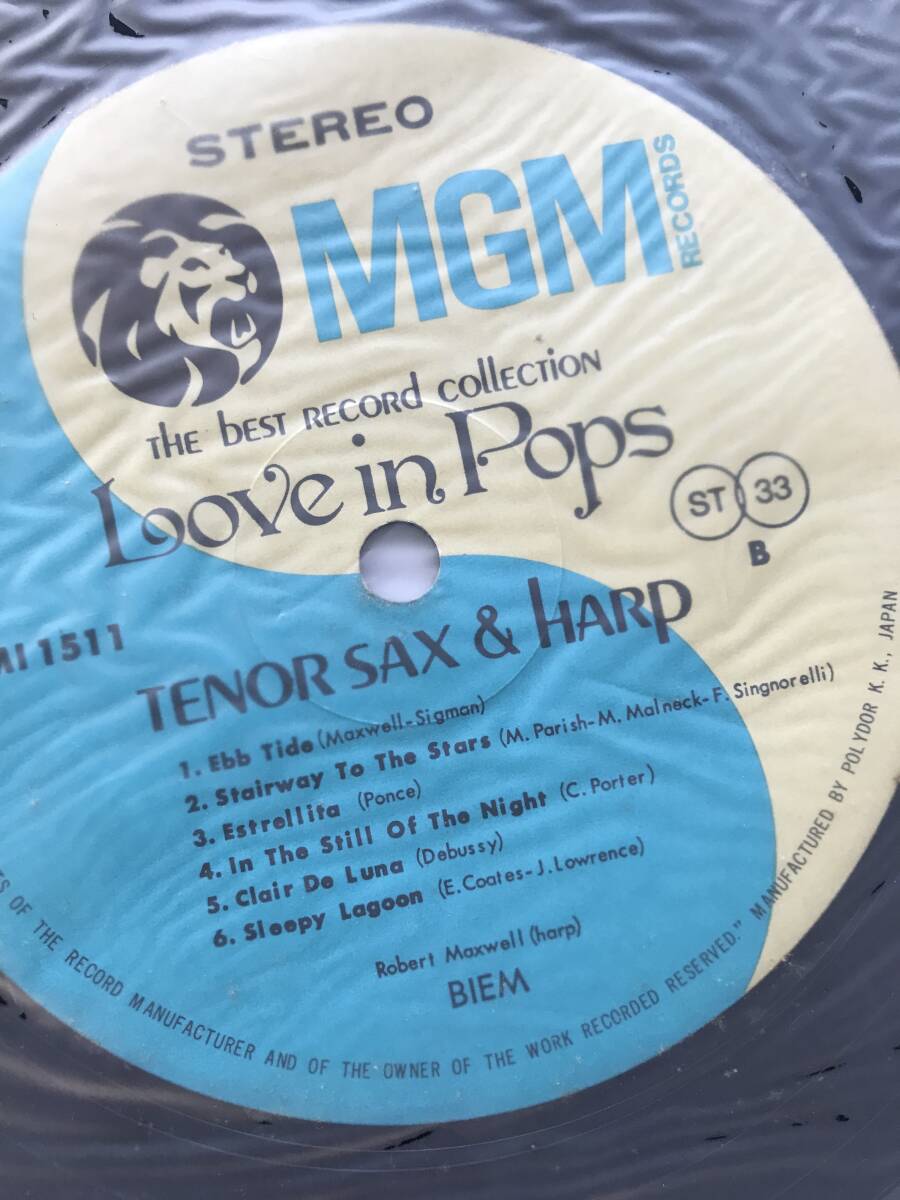 STEREO
MGM
RECORDS
The best Record Collection
Love in Pops
ST 33
B
MI 1511
TENOR SAX & HARP
1. Ebb Tide (Maxwell-Sigman)
2. Stairway To The Stars (M. Parish-M. Malneck-F. Singnorelli)
3. Estrellita (Ponce)
4. In The Still Of The Night (C. Porter)
5. Clair De Luna (Debussy)
6. Sleepy Lagoon (E. Coates-J. Lowrence)
Robert Maxwell (harp)
BIEM
OF THE RECORD MANUFACTURER AND OF THE OWNER OF THE WORK RECORDED RESERVED." MANUFACTURED BY POLYDOR K. K., JAPAN